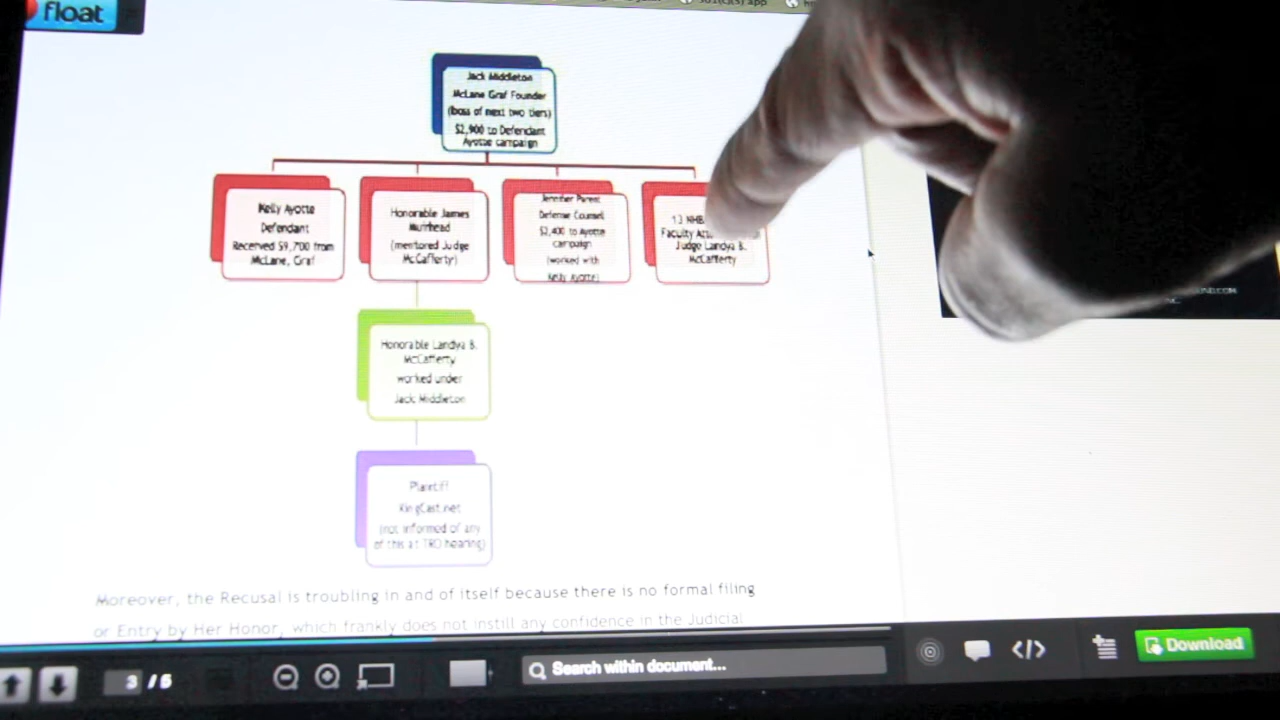 float
Jack Middleton
McLane Graf Founder
(boss of next two tiers)
$2,900 to Defendant
Ayotte campaign
Kelly Ayotte
Defendant
Received $9,700 from
McLane, Graf
Honorable James
Muirhead
(mentored Judge
McCafferty)
Jennifer Parent
Defense Counsel
$2,400 to Ayotte
campaign
(worked with
Kelly Ayotte)
13 NHB
Faculty
Judge Landya B.
McCafferty
Honorable Landya B.
McCafferty
worked under
Jack Middleton
Plaintiff
KingCast.net
(not informed of any
of this at TRO hearing)
Moreover, the Recusal is troubling in and of itself because there is no formal filing
or Entry by Her Honor, which frankly does not instill any confidence in the Judicial
3 / 5
Search within document...
</> 
Download